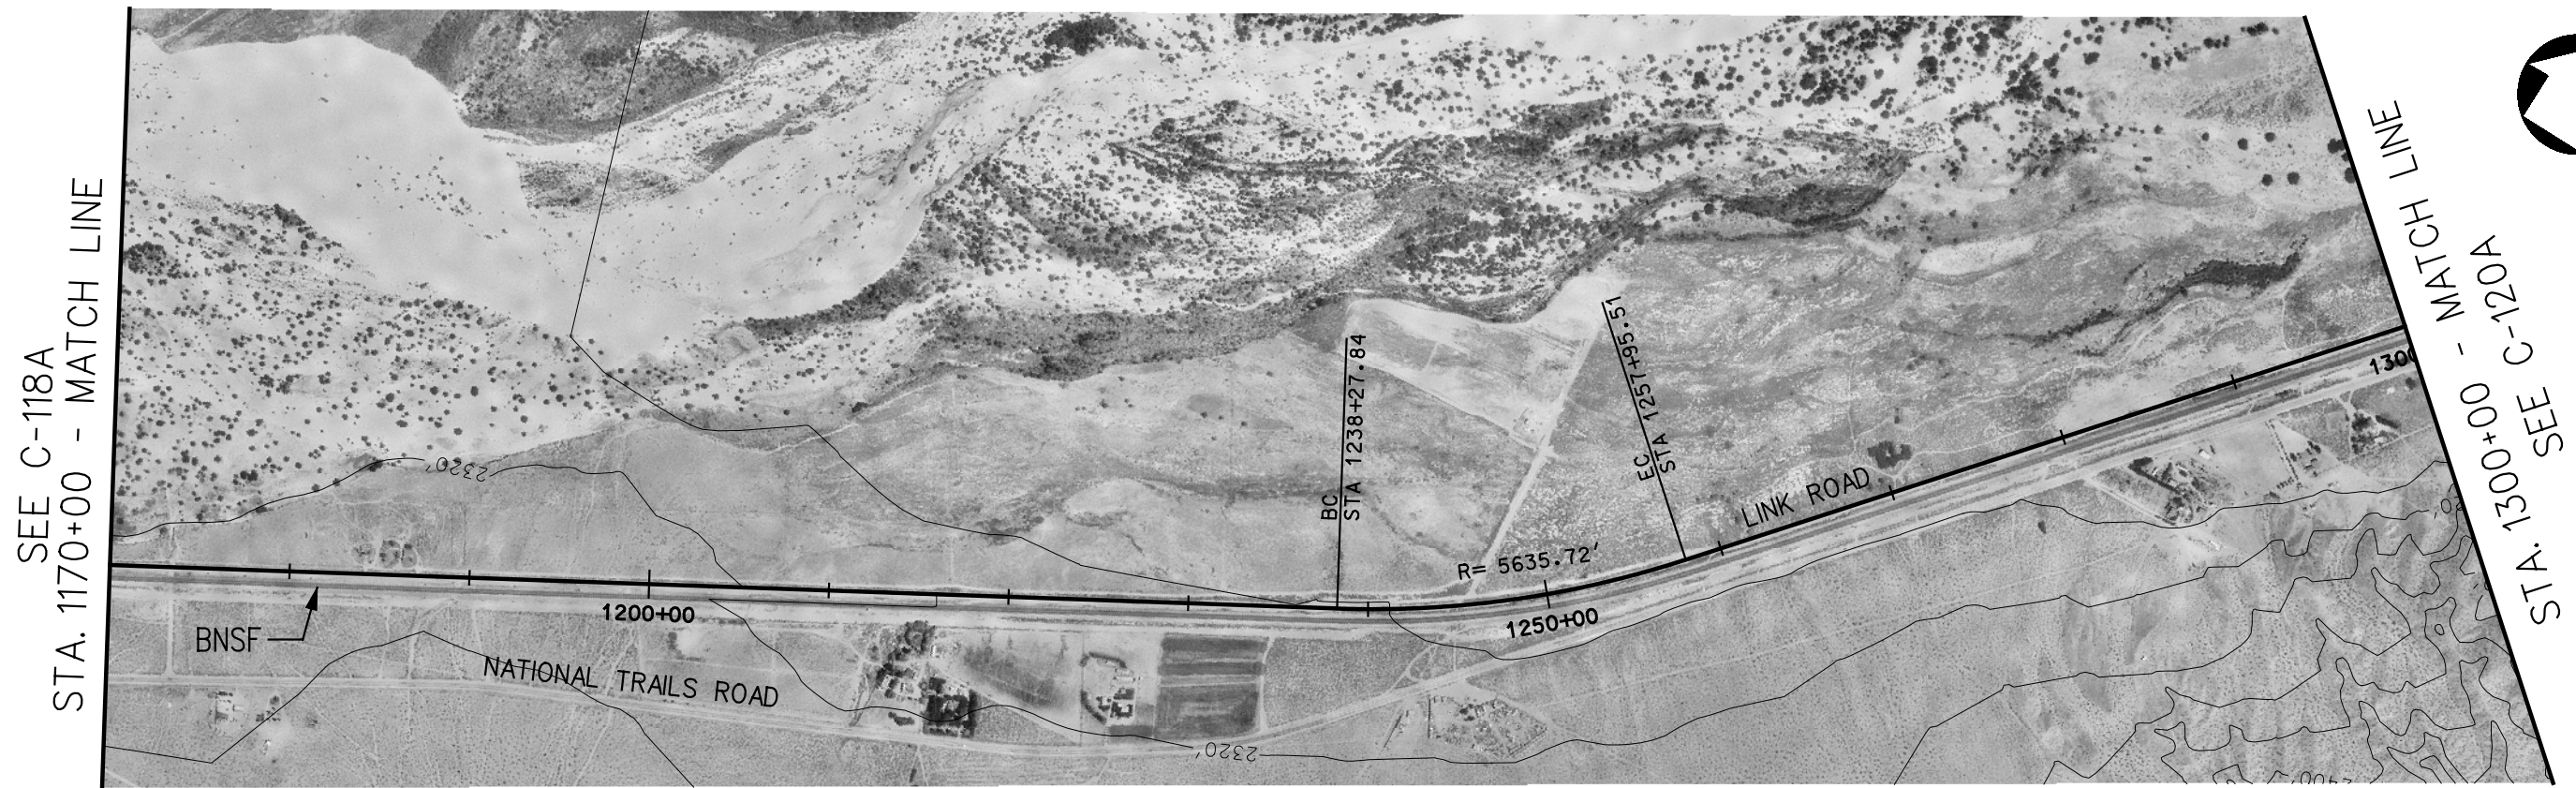 SEE C-118A
STA. 1170+00 - MATCH LINE
2320'
BNSF
1200+00
NATIONAL TRAILS ROAD
2320'
BC
STA 1238+27.84
R= 5635.72'
1250+00
EC
STA 1257+95.51
LINK ROAD
1300
STA. 1300+00 - MATCH LINE
SEE C-120A